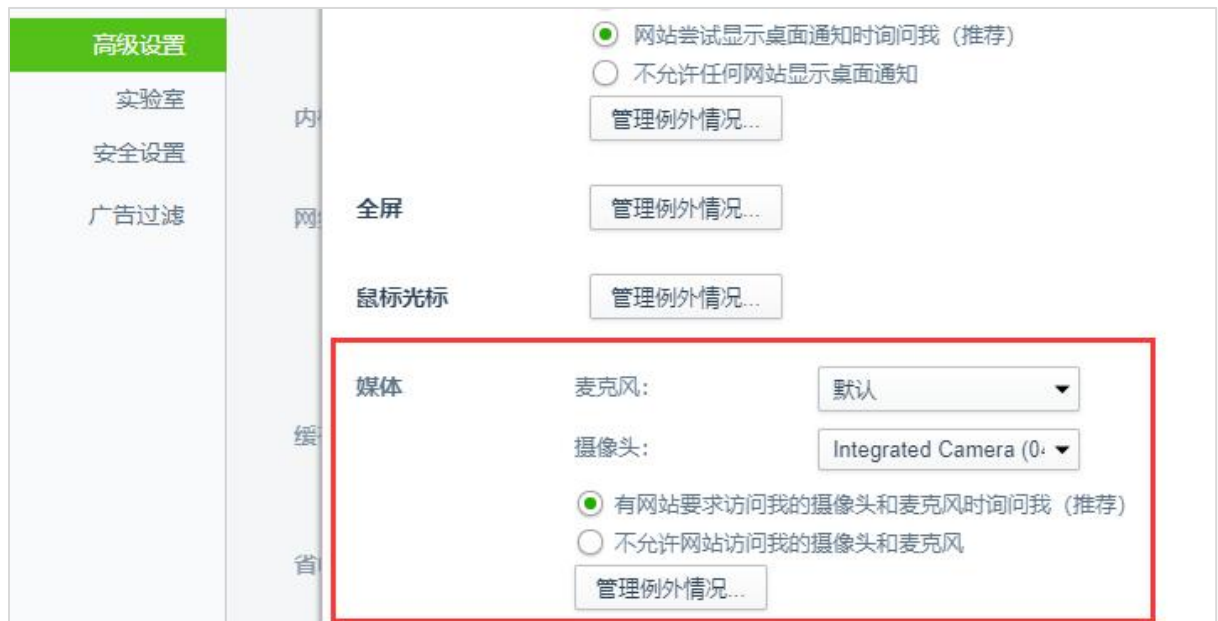 高级设置
实验室
安全设置
广告过滤
内
网
缓
省
网站尝试显示桌面通知时询问我（推荐）
不允许任何网站显示桌面通知
管理例外情况...
全屏
管理例外情况...
鼠标光标
管理例外情况...
媒体
麦克风：
默认
摄像头：
Integrated Camera (0
有网站要求访问我的摄像头和麦克风时询问我（推荐）
不允许网站访问我的摄像头和麦克风
管理例外情况...